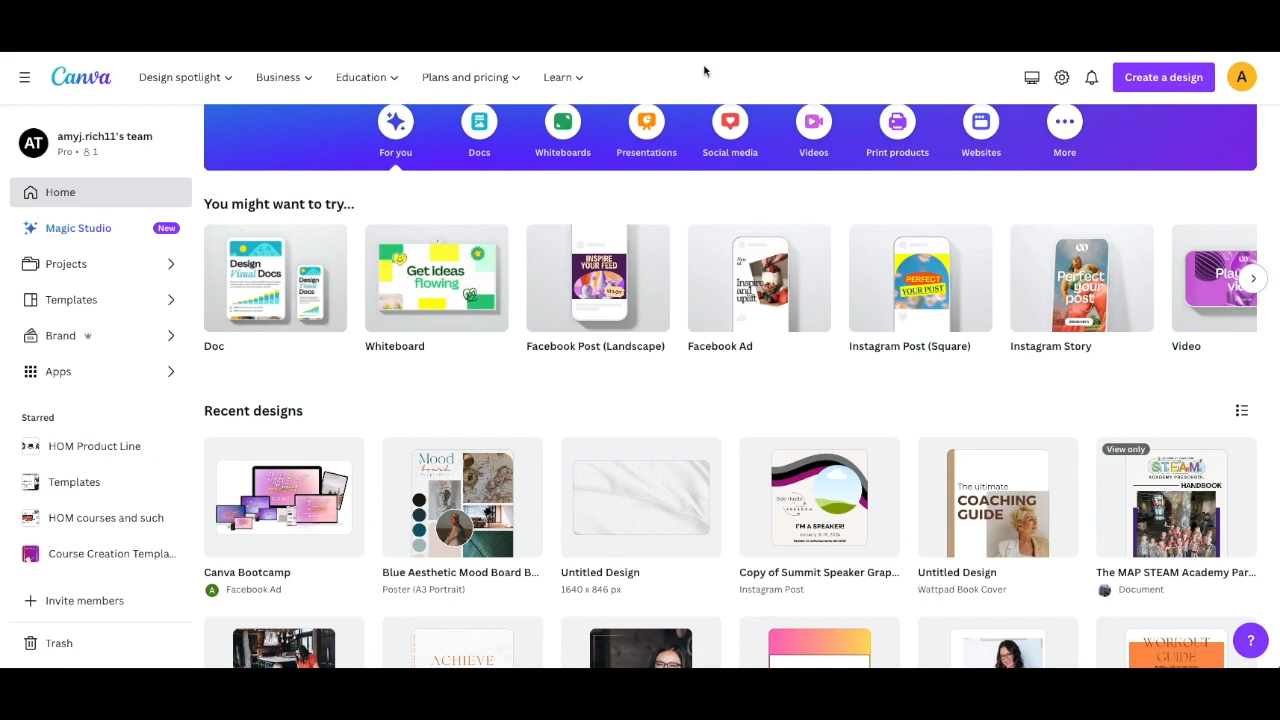 Canva
Design spotlight
Business
Education
Plans and pricing
Learn
Create a design
A
AT
amyj.rich11's team
Pro • 1
Home
Magic Studio
New
Projects
Templates
Brand
Apps
Starred
HOM Product Line
Templates
HOM courses and such
Course Creation Templa...
Invite members
Trash
For you
Docs
Whiteboards
Presentations
Social media
Videos
Print products
Websites
More
You might want to try...
Design
Visual Docs
Design
Visual
Docs
Get ideas
flowing
INSPIRE
YOUR FEED
New
Inspire
and
uplift
PERFECT
YOUR POST
Perfect
your
post
Doc
Whiteboard
Facebook Post (Landscape)
Facebook Ad
Instagram Post (Square)
Instagram Story
Video
Recent designs
Mood
board
I'M A SPEAKER!
The ultimate
COACHING
GUIDE
View only
STEAM
ACADEMY PRESCHOOL
HANDBOOK
Canva Bootcamp
A
Facebook Ad
Blue Aesthetic Mood Board B...
Poster (A3 Portrait)
Untitled Design
1640 x 846 px
Copy of Summit Speaker Grap...
Instagram Post
Untitled Design
Wattpad Book Cover
The MAP STEAM Academy Par...
Document
ACHIEVE
WORKOUT
GUIDE
?